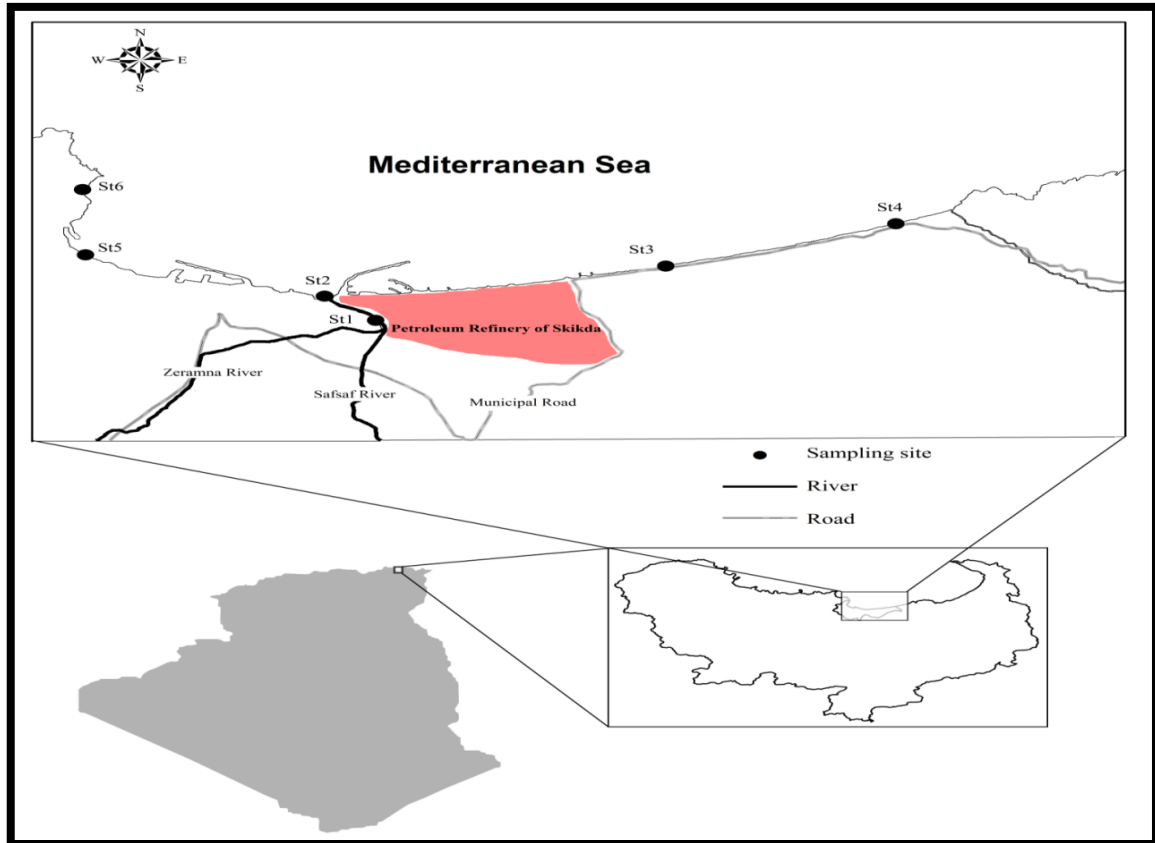 N
W E
S
Mediterranean Sea
St6
St5
St2
St1
St3
St4
Petroleum Refinery of Skikda
Zeramna River
Safsaf River
Municipal Road
Sampling site
River
Road